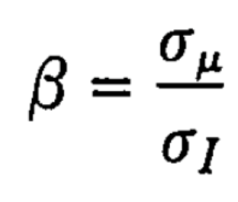 β = σ_μ / σ_I